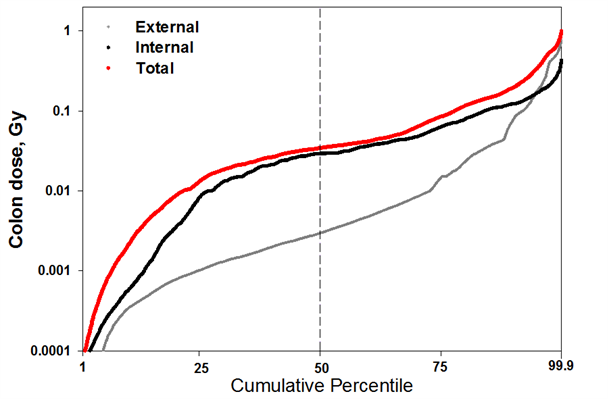 1
External
Internal
Total
0.1
Colon dose, Gy
0.01
0.001
0.0001
1 25 50 75 99.9
Cumulative Percentile